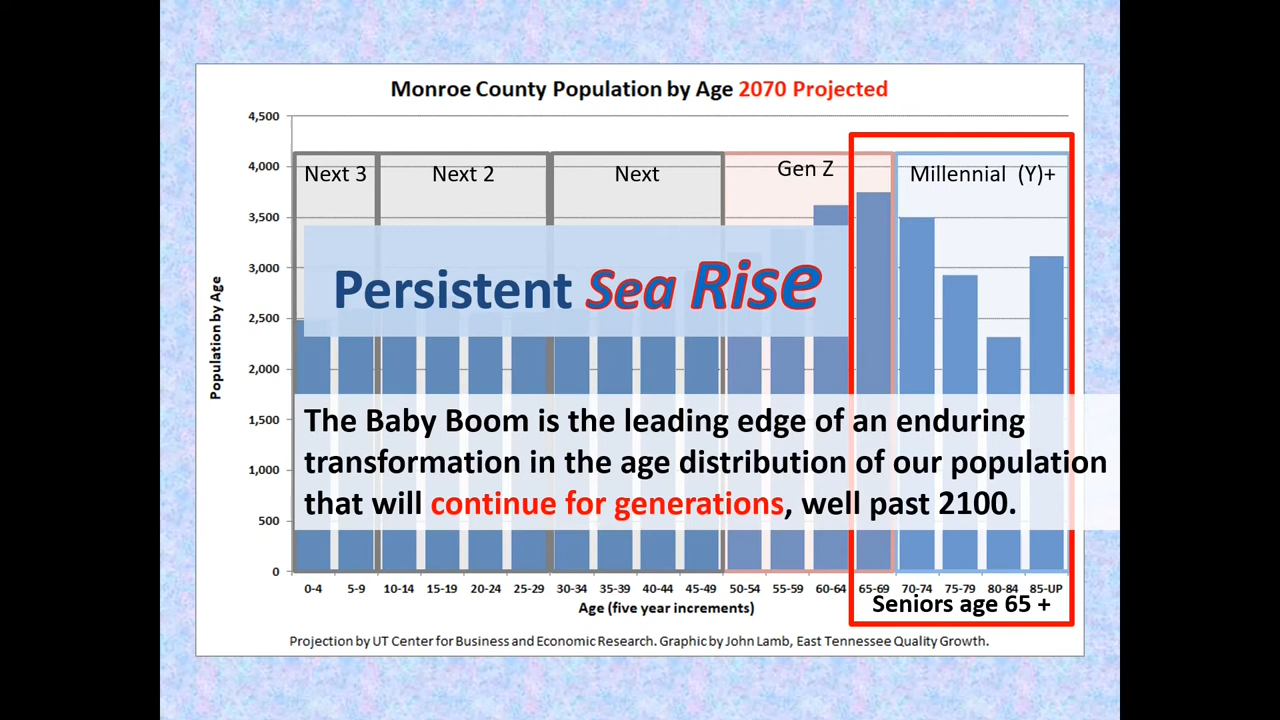 Monroe County Population by Age 2070 Projected
4,500
4,000
3,500
3,000
2,500
2,000
1,500
1,000
500
0
Population by Age
Next 3
Next 2
Next
Gen Z
Millennial (Y)+
Persistent Sea Rise
The Baby Boom is the leading edge of an enduring
transformation in the age distribution of our population
that will continue for generations, well past 2100.
0-4 5-9 10-14 15-19 20-24 25-29 30-34 35-39 40-44 45-49 50-54 55-59 60-64 65-69 70-74 75-79 80-84 85-UP
Age (five year increments)
Seniors age 65 +
Projection by UT Center for Business and Economic Research. Graphic by John Lamb, East Tennessee Quality Growth.